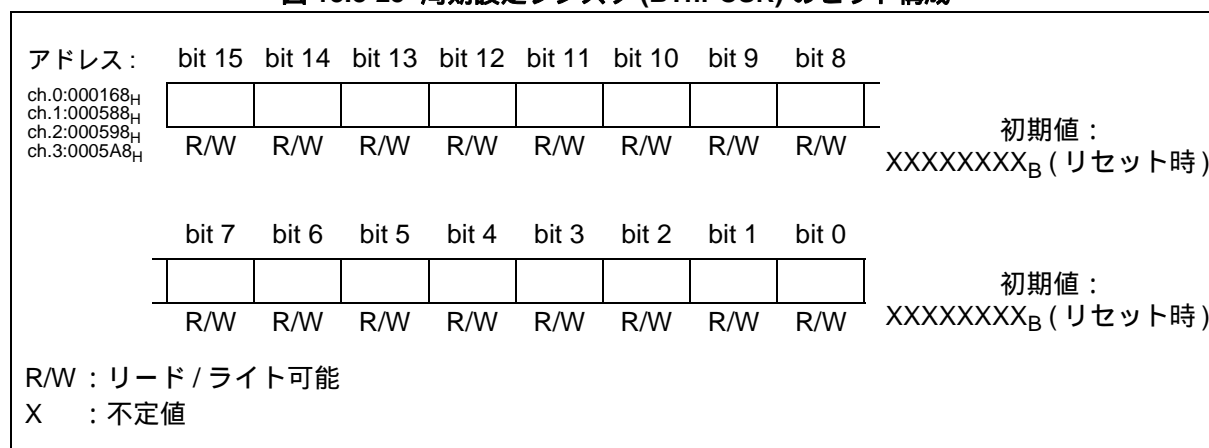 アドレス : bit 15 bit 14 bit 13 bit 12 bit 11 bit 10 bit 9 bit 8
ch.0:000168H
ch.1:000588H
ch.2:000598H
ch.3:0005A8H
R/W R/W R/W R/W R/W R/W R/W R/W
初期値 :
XXXXXXXXB ( リセット時 )
bit 7 bit 6 bit 5 bit 4 bit 3 bit 2 bit 1 bit 0
R/W R/W R/W R/W R/W R/W R/W R/W
初期値 :
XXXXXXXXB ( リセット時 )
R/W : リード / ライト可能
X : 不定値